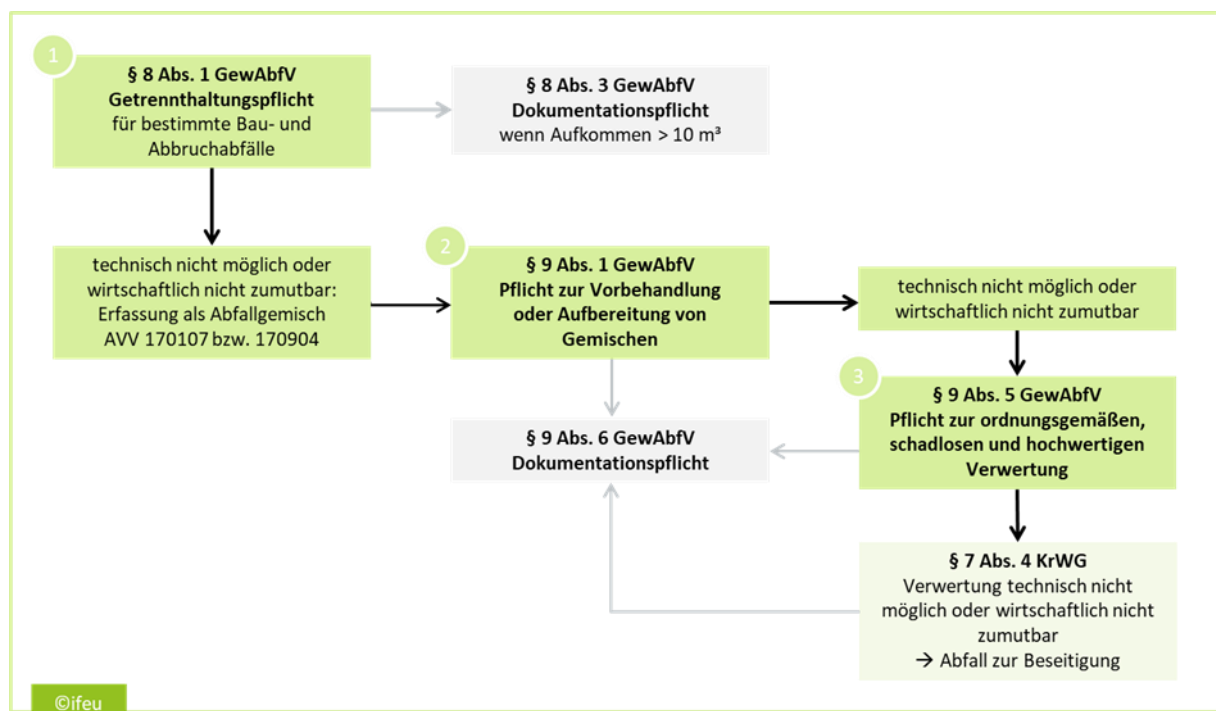 1
§ 8 Abs. 1 GewAbfV
Getrennthaltungspflicht
für bestimmte Bau- und
Abbruchabfälle
§ 8 Abs. 3 GewAbfV
Dokumentationspflicht
wenn Aufkommen > 10 m³
technisch nicht möglich oder
wirtschaftlich nicht zumutbar:
Erfassung als Abfallgemisch
AVV 170107 bzw. 170904
2
§ 9 Abs. 1 GewAbfV
Pflicht zur Vorbehandlung
oder Aufbereitung von
Gemischen
technisch nicht möglich oder
wirtschaftlich nicht zumutbar
3
§ 9 Abs. 5 GewAbfV
Pflicht zur ordnungsgemäßen,
schadlosen und hochwertigen
Verwertung
§ 9 Abs. 6 GewAbfV
Dokumentationspflicht
§ 7 Abs. 4 KrWG
Verwertung technisch nicht
möglich oder wirtschaftlich nicht
zumutbar
→ Abfall zur Beseitigung
©ifeu